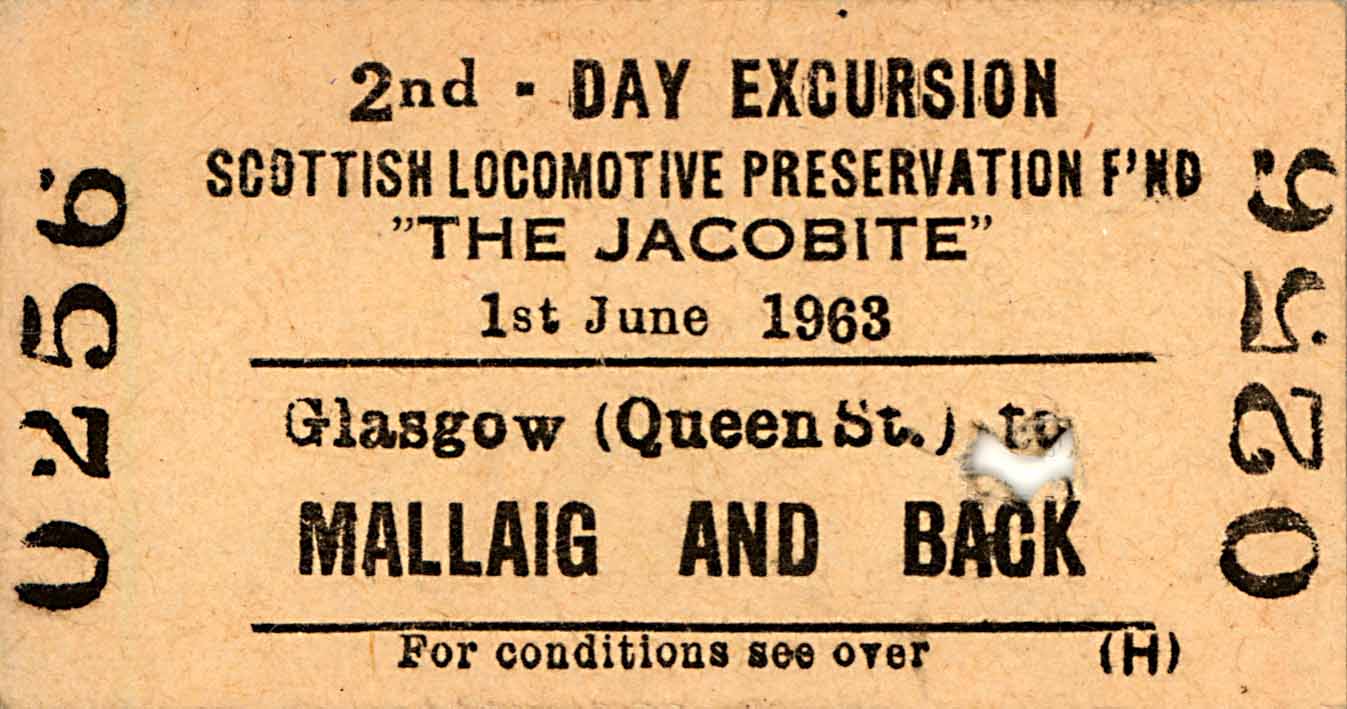 2nd - DAY EXCURSION
SCOTTISH LOCOMOTIVE PRESERVATION F'ND
"THE JACOBITE"
1st June 1963
Glasgow (Queen St.) to
MALLAIG AND BACK
For conditions see over (H)
0256
0256